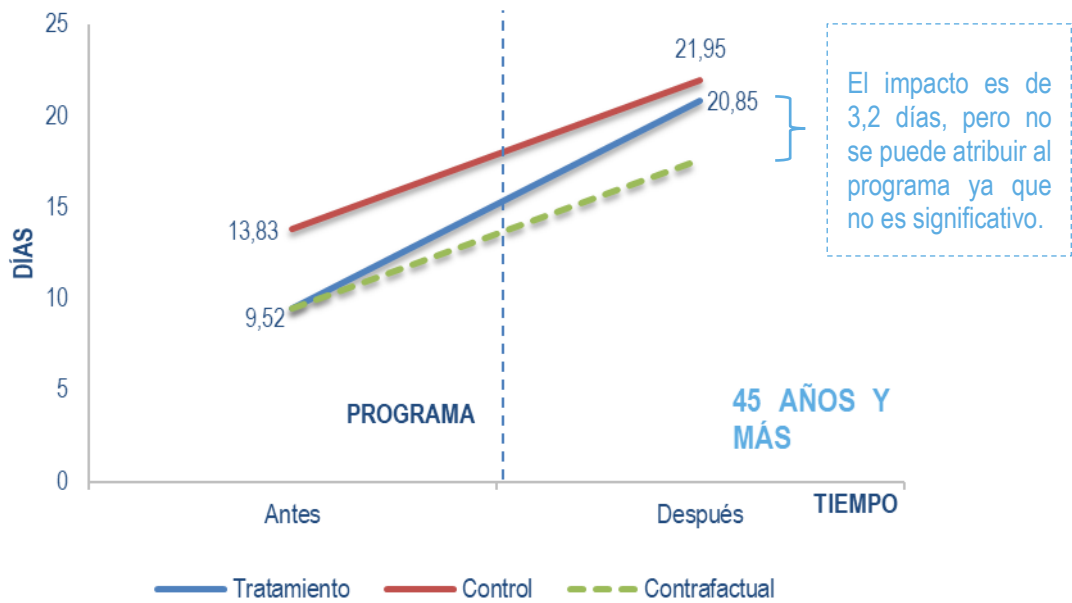 25
20
15
10
5
0
DÍAS
13,83
9,52
21,95
20,85
El impacto es de
3,2 días, pero no
se puede atribuir al
programa ya que
no es significativo.
PROGRAMA
45 AÑOS Y
MÁS
Antes
Después
TIEMPO
Tratamiento
Control
Contrafactual